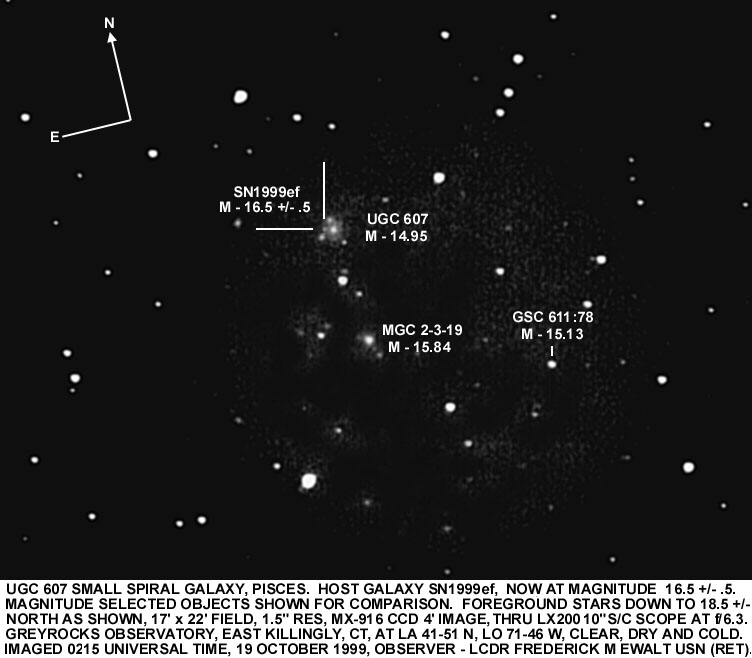 N
E
SN1999ef
M - 16.5 +/- .5
UGC 607
M - 14.95
MGC 2-3-19
M - 15.84
GSC 611:78
M - 15.13
UGC 607 SMALL SPIRAL GALAXY, PISCES. HOST GALAXY SN1999ef, NOW AT MAGNITUDE 16.5 +/- .5.
MAGNITUDE SELECTED OBJECTS SHOWN FOR COMPARISON. FOREGROUND STARS DOWN TO 18.5 +/-
NORTH AS SHOWN, 17' x 22' FIELD, 1.5" RES, MX-916 CCD 4' IMAGE, THRU LX200 10"S/C SCOPE AT f/6.3.
GREYROCKS OBSERVATORY, EAST KILLINGLY, CT, AT LA 41-51 N, LO 71-46 W, CLEAR, DRY AND COLD.
IMAGED 0215 UNIVERSAL TIME, 19 OCTOBER 1999, OBSERVER - LCDR FREDERICK M EWALT USN (RET)